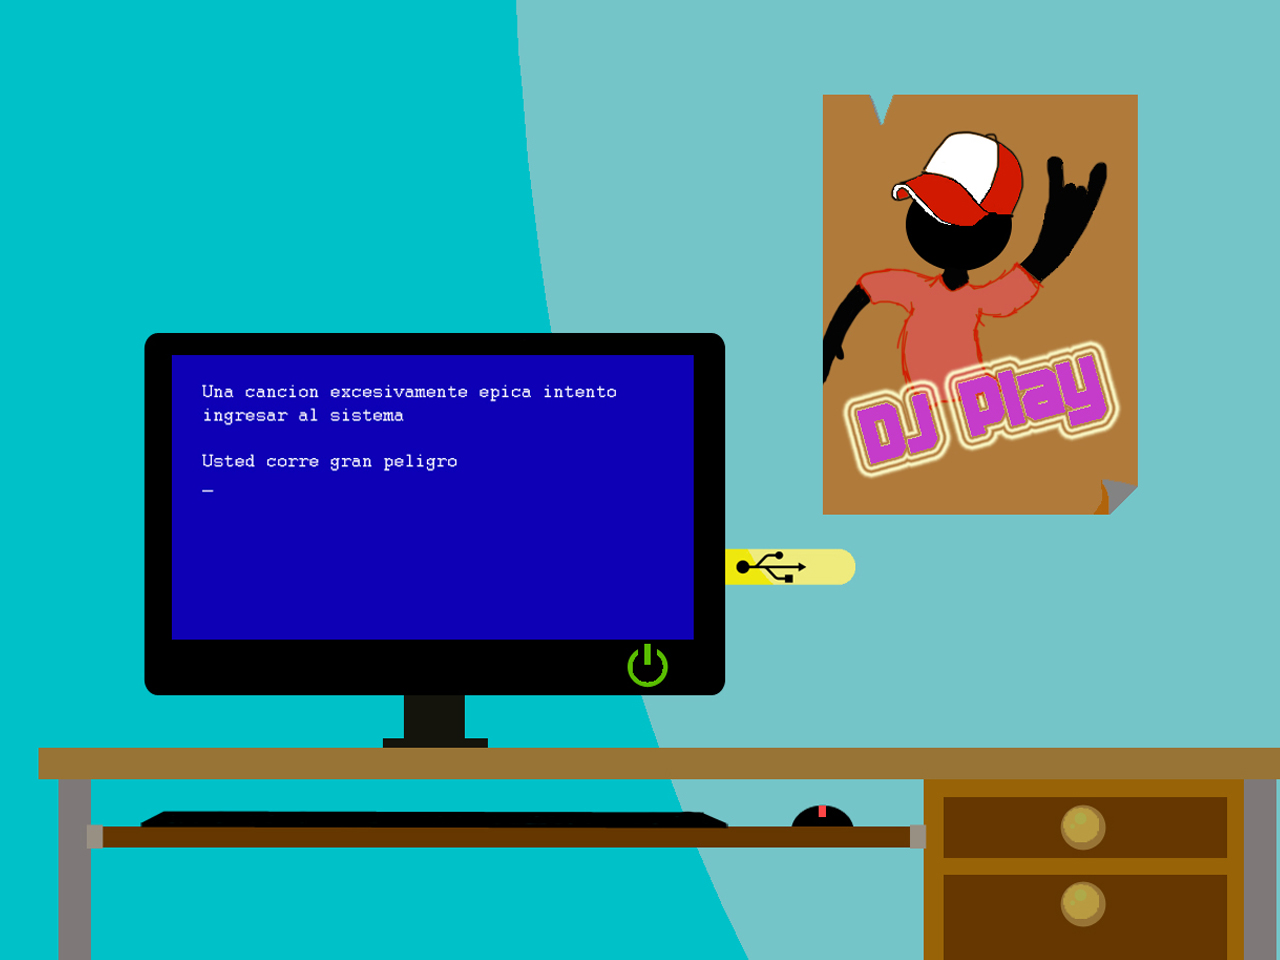 Una cancion excesivamente epica intento
ingresar al sistema
Usted corre gran peligro
_
DJ Play